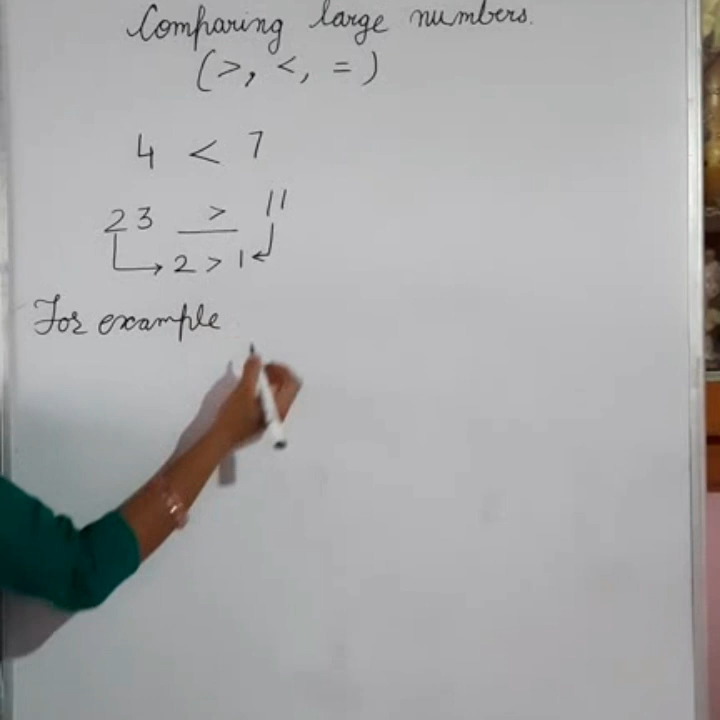 Comparing large numbers.
(>, <, =)
4 < 7
23 > 11
2 > 1
For example